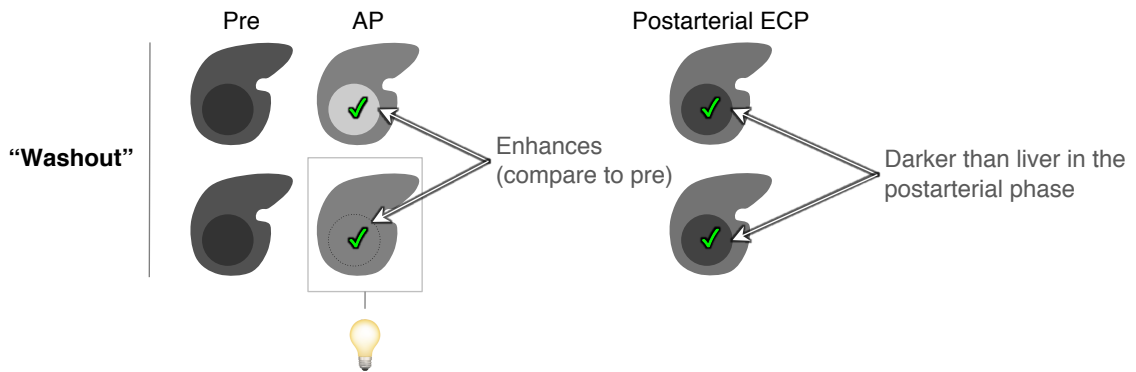 Pre
AP
Postarterial ECP
“Washout”
Enhances
(compare to pre)
Darker than liver in the
postarterial phase